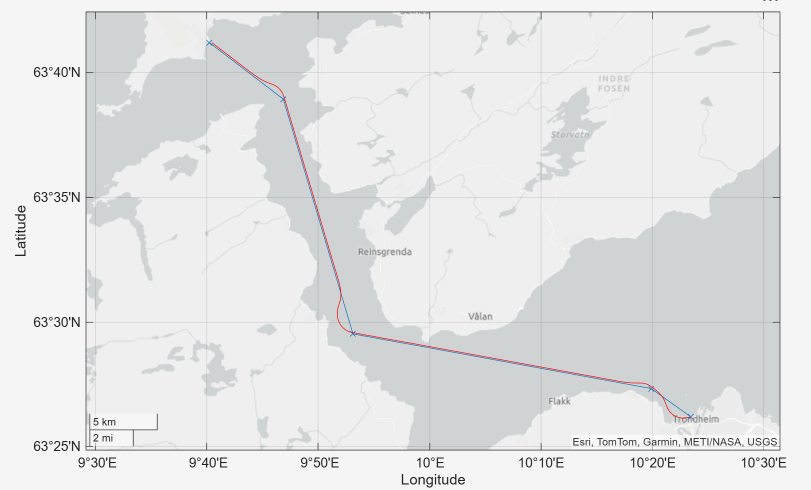 63°40'N
INDRE
FOSEN
Storvatn
63°35'N
Latitude
Reinsgrenda
63°30'N
Vålan
Flakk
Trondheim
5 km
2 mi
63°25'N
Esri, TomTom, Garmin, METI/NASA, USGS
9°30'E 9°40'E 9°50'E 10°E 10°10'E 10°20'E 10°30'E
Longitude